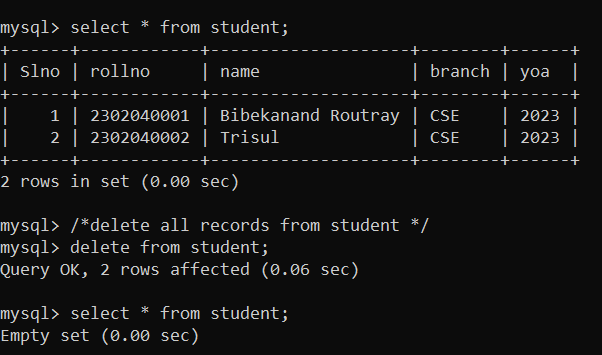 mysql> select * from student;
+------+------------+--------------------+--------+------+
| Slno | rollno     | name               | branch | yoa  |
+------+------------+--------------------+--------+------+
|    1 | 2302040001 | Bibekanand Routray | CSE    | 2023 |
|    2 | 2302040002 | Trisul             | CSE    | 2023 |
+------+------------+--------------------+--------+------+
2 rows in set (0.00 sec)
mysql> /*delete all records from student */
mysql> delete from student;
Query OK, 2 rows affected (0.06 sec)
mysql> select * from student;
Empty set (0.00 sec)